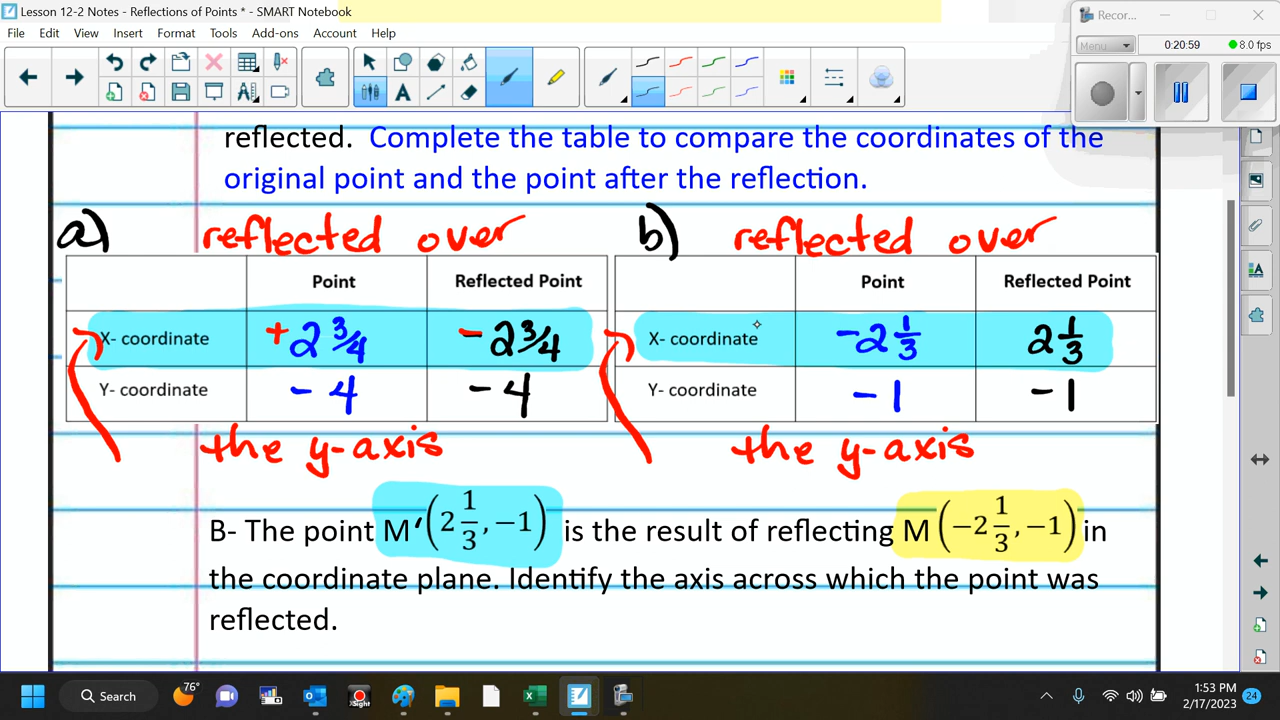 Lesson 12-2 Notes - Reflections of Points * - SMART Notebook
File Edit View Insert Format Tools Add-ons Account Help
Recor...
Menu 0:20:59 8.0 fps
reflected. Complete the table to compare the coordinates of the
original point and the point after the reflection.
a) reflected over
Point Reflected Point
X- coordinate +2 3/4 -2 3/4
Y- coordinate -4 -4
the y-axis
b) reflected over
Point Reflected Point
X- coordinate -2 1/3 2 1/3
Y- coordinate -1 -1
the y-axis
B- The point M′(2 1/3, −1) is the result of reflecting M(−2 1/3, −1) in
the coordinate plane. Identify the axis across which the point was
reflected.
76°
Search
xSight
1:53 PM
2/17/2023
24